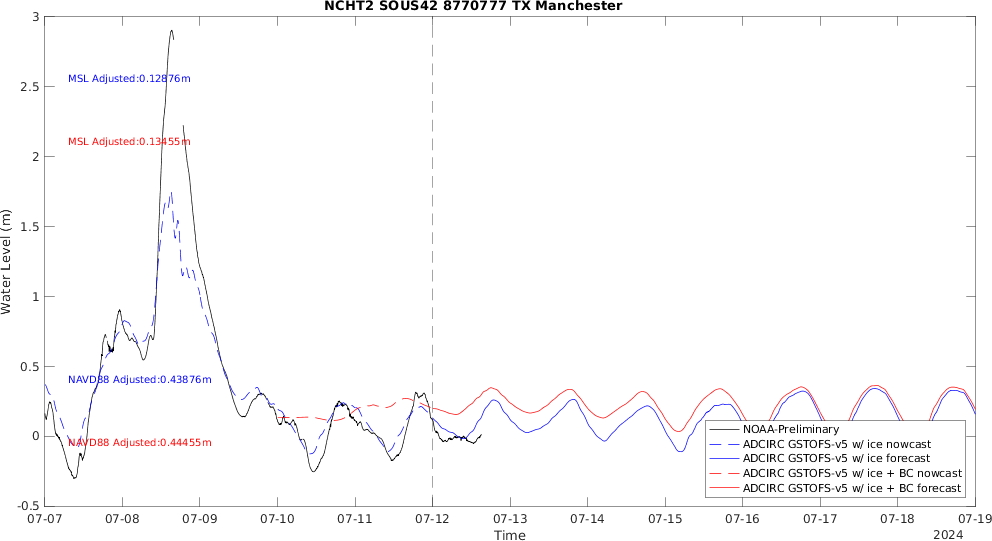 NCHT2 SOUS42 8770777 TX Manchester
3
2.5
2
1.5
1
0.5
0
-0.5
Water Level (m)
MSL Adjusted:0.12876m
MSL Adjusted:0.13455m
NAVD88 Adjusted:0.43876m
NAVD88 Adjusted:0.44455m
NOAA-Preliminary
ADCIRC GSTOFS-v5 w/ ice nowcast
ADCIRC GSTOFS-v5 w/ ice forecast
ADCIRC GSTOFS-v5 w/ ice + BC nowcast
ADCIRC GSTOFS-v5 w/ ice + BC forecast
07-07 07-08 07-09 07-10 07-11 07-12 07-13 07-14 07-15 07-16 07-17 07-18 07-19
Time
2024